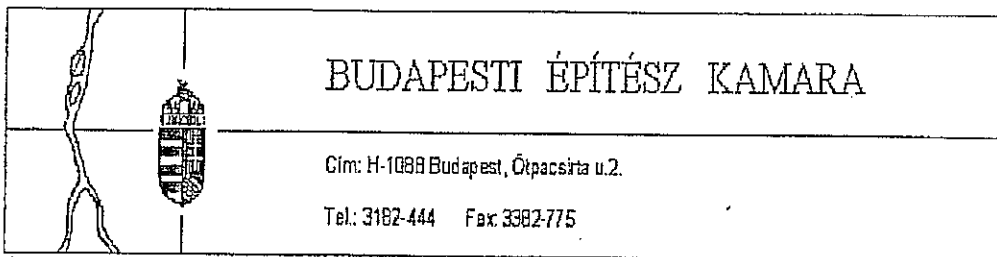 BUDAPESTI ÉPÍTÉSZ KAMARA
Cím: H-1088 Budapest, Ötpacsirta u.2.
Tel.: 3182-444 Fax: 3382-775